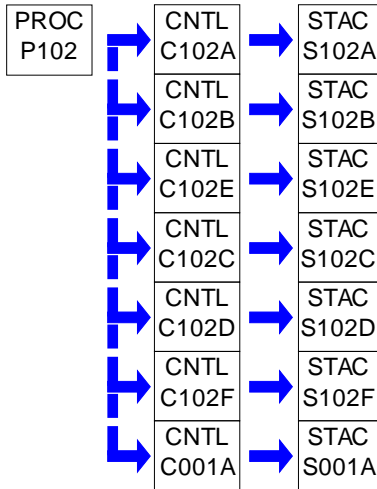 PROC
P102
CNTL
C102A
STAC
S102A
CNTL
C102B
STAC
S102B
CNTL
C102E
STAC
S102E
CNTL
C102C
STAC
S102C
CNTL
C102D
STAC
S102D
CNTL
C102F
STAC
S102F
CNTL
C001A
STAC
S001A